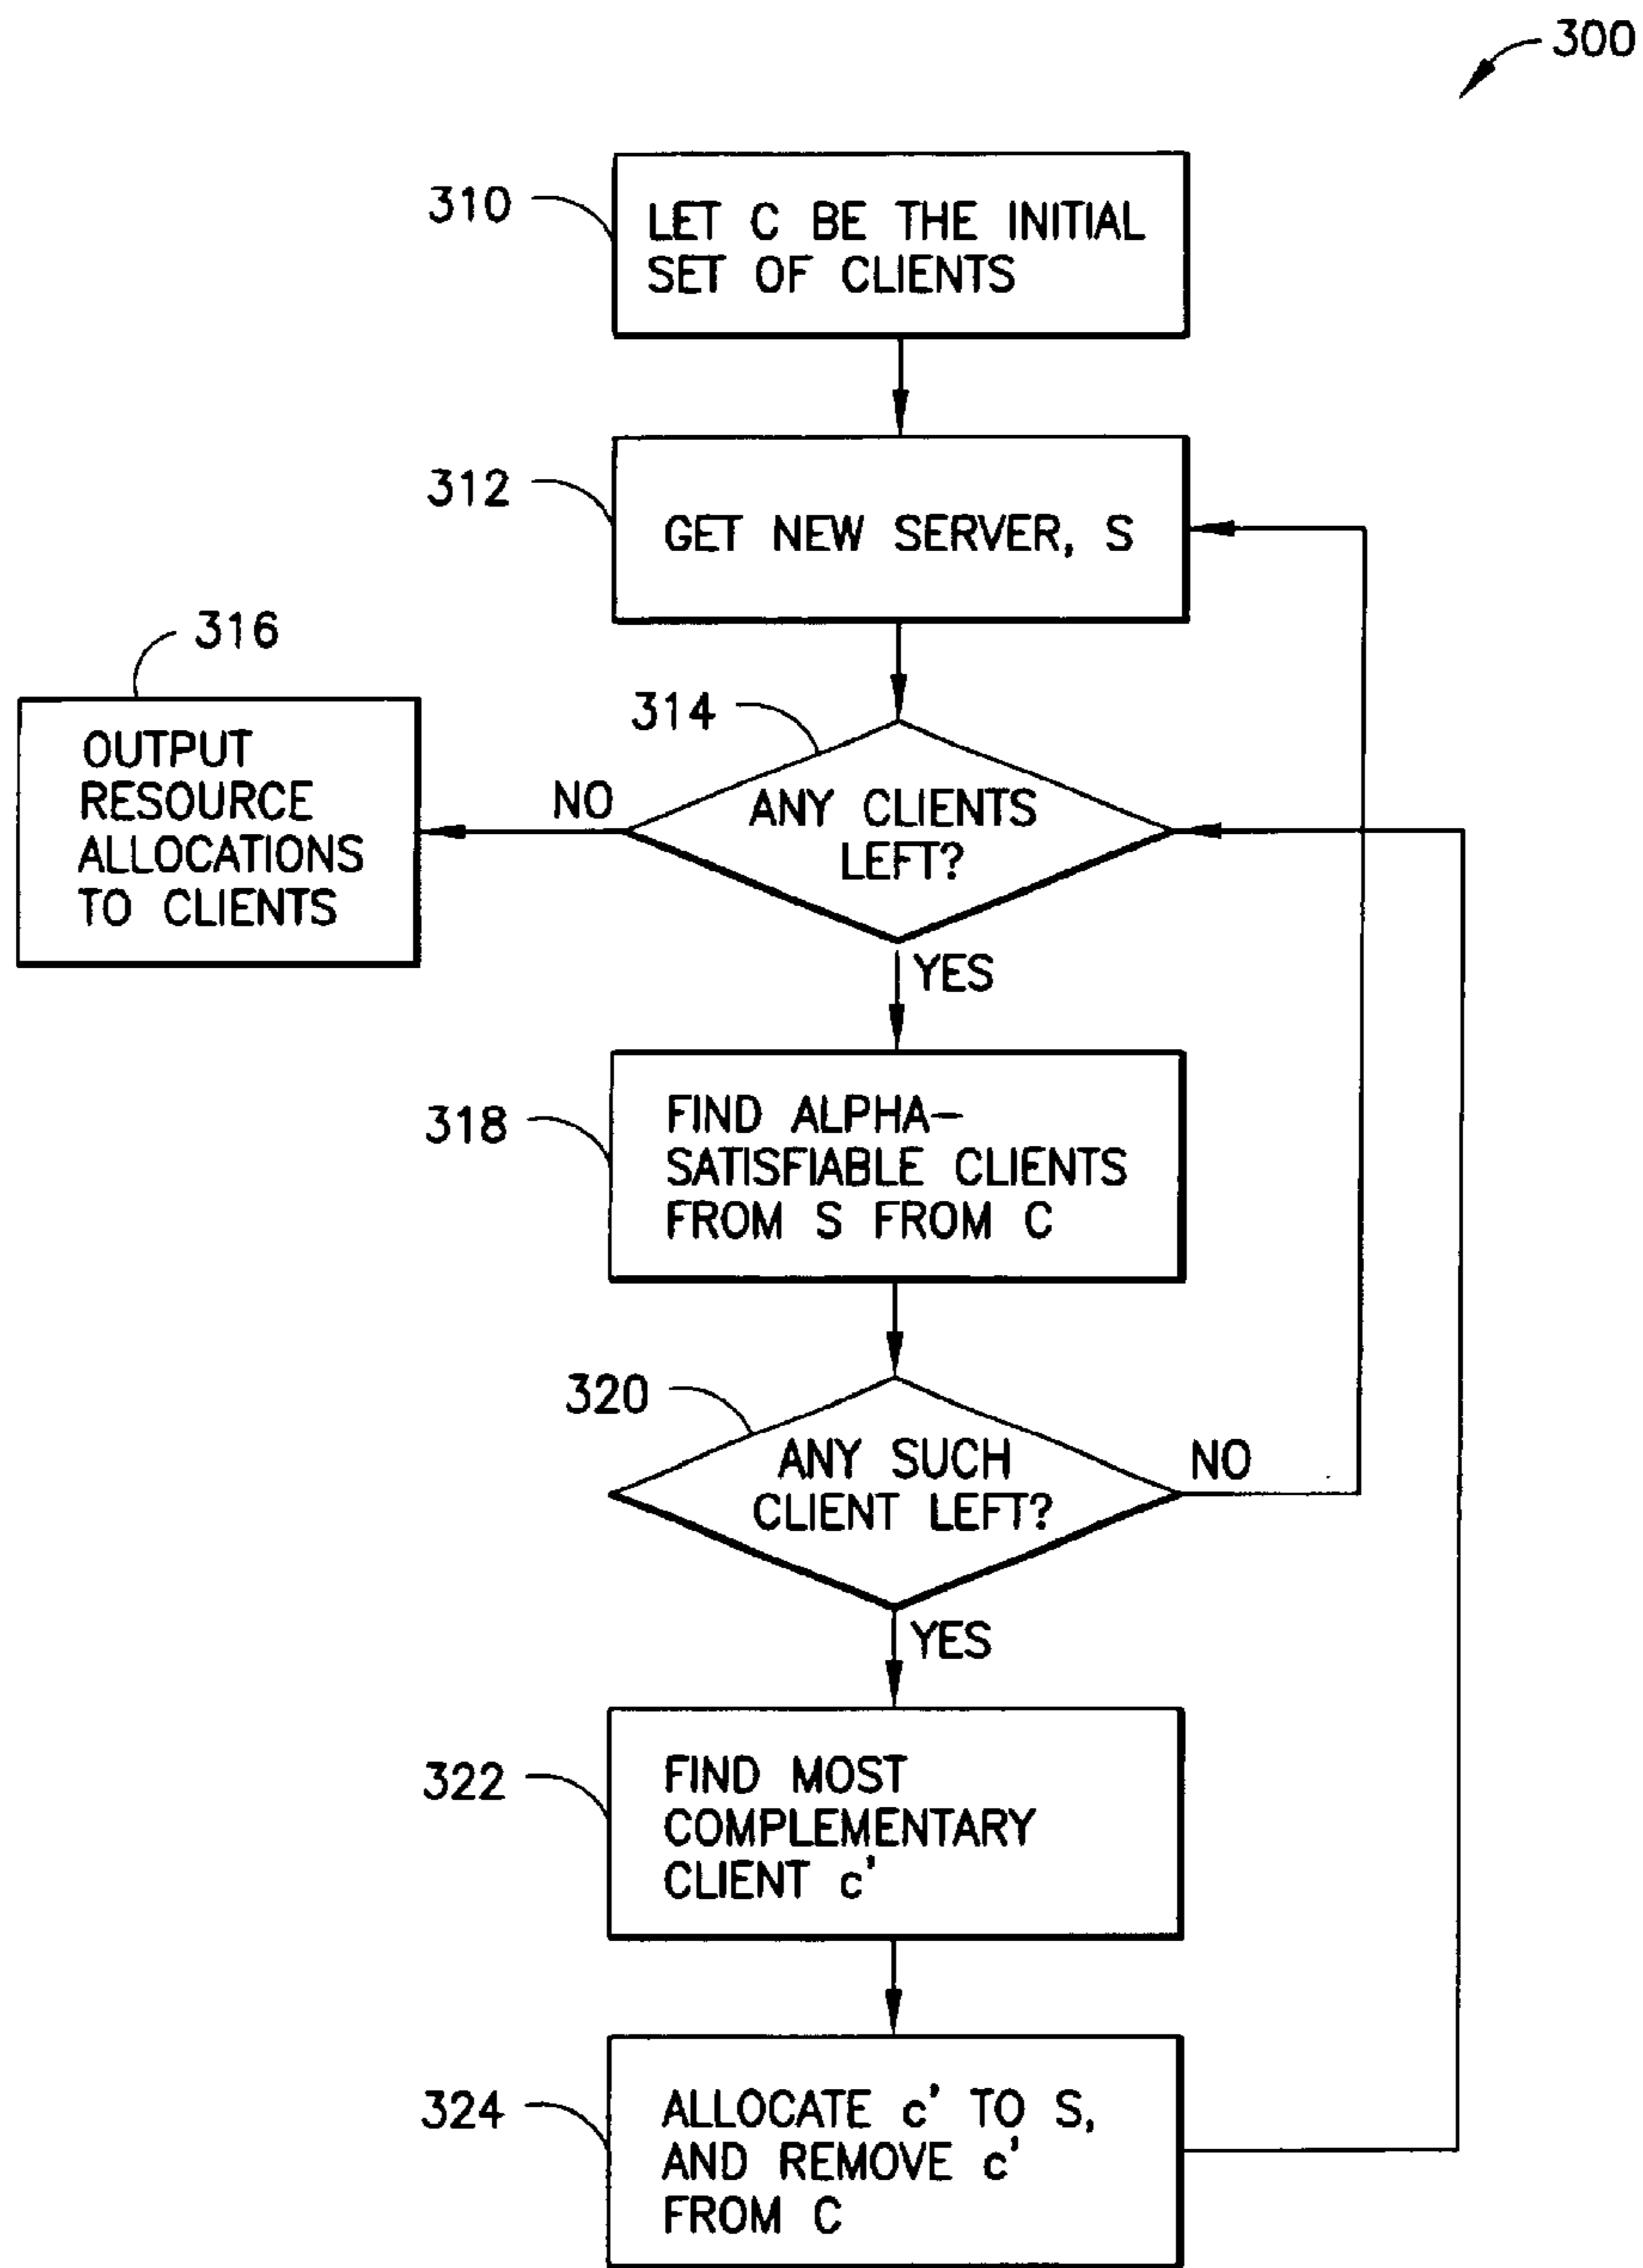 300
310
LET C BE THE INITIAL
SET OF CLIENTS
312
GET NEW SERVER, S
316
OUTPUT
RESOURCE
ALLOCATIONS
TO CLIENTS
314
NO
ANY CLIENTS
LEFT?
YES
318
FIND ALPHA-
SATISFIABLE CLIENTS
FROM S FROM C
320
ANY SUCH
CLIENT LEFT?
NO
YES
322
FIND MOST
COMPLEMENTARY
CLIENT c'
324
ALLOCATE c' TO S,
AND REMOVE c'
FROM C